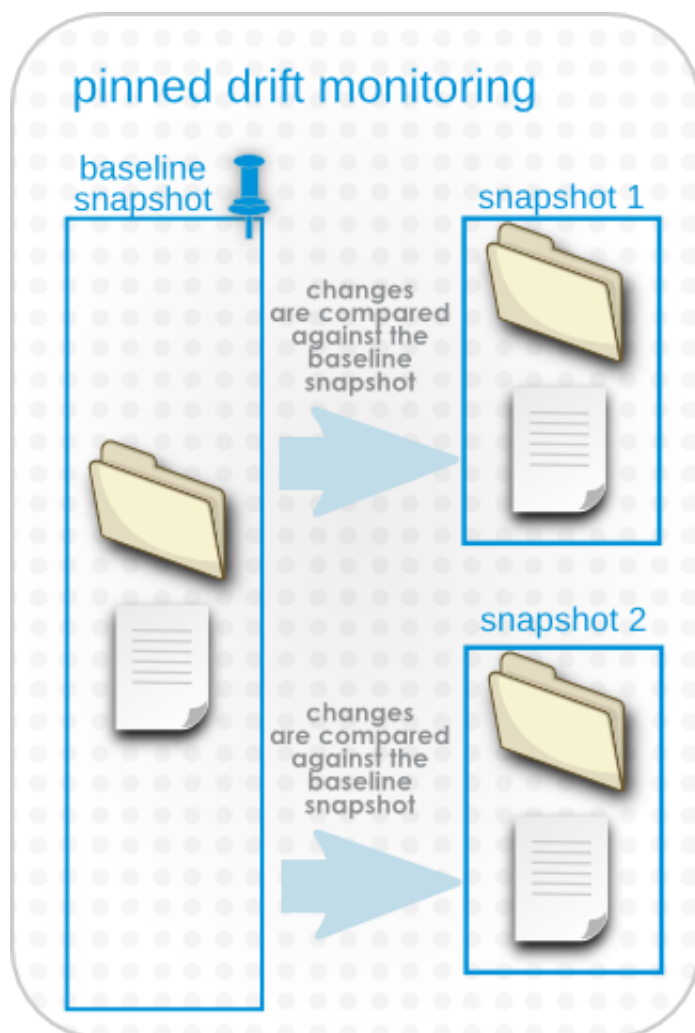 pinned drift monitoring
baseline
snapshot
snapshot 1
changes
are compared
against the
baseline
snapshot
snapshot 2
changes
are compared
against the
baseline
snapshot